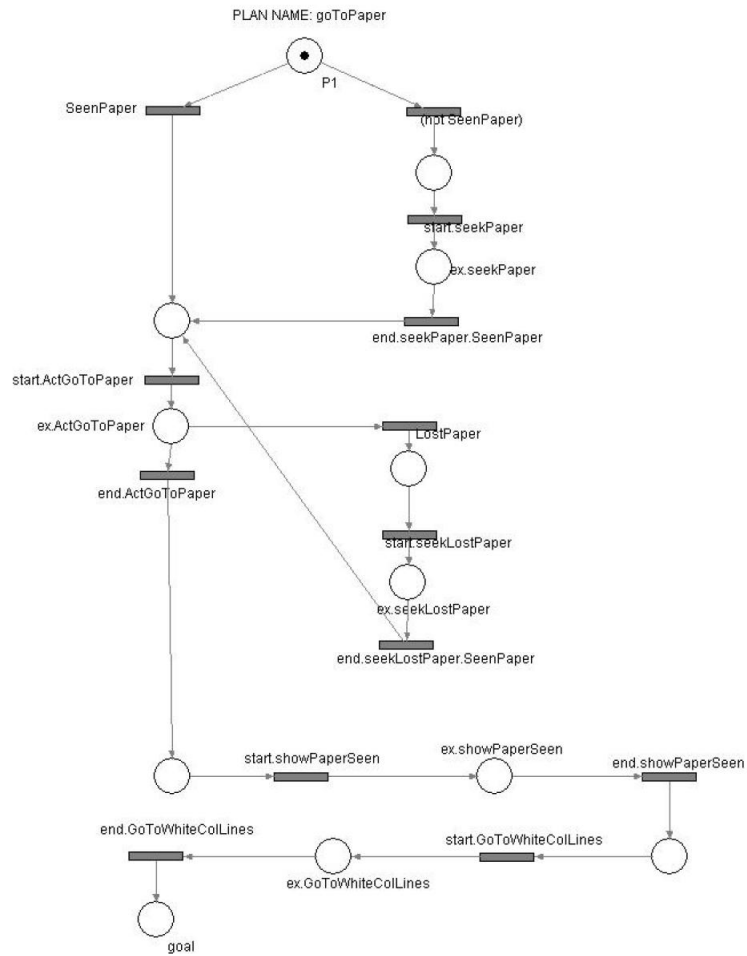 PLAN NAME: goToPaper
P1
SeenPaper
(not SeenPaper)
start.seekPaper
ex.seekPaper
end.seekPaper.SeenPaper
start.ActGoToPaper
ex.ActGoToPaper
LostPaper
end.ActGoToPaper
start.seekLostPaper
ex.seekLostPaper
end.seekLostPaper.SeenPaper
start.showPaperSeen
ex.showPaperSeen
end.showPaperSeen
end.GoToWhiteColLines
start.GoToWhiteColLines
ex.GoToWhiteColLines
goal